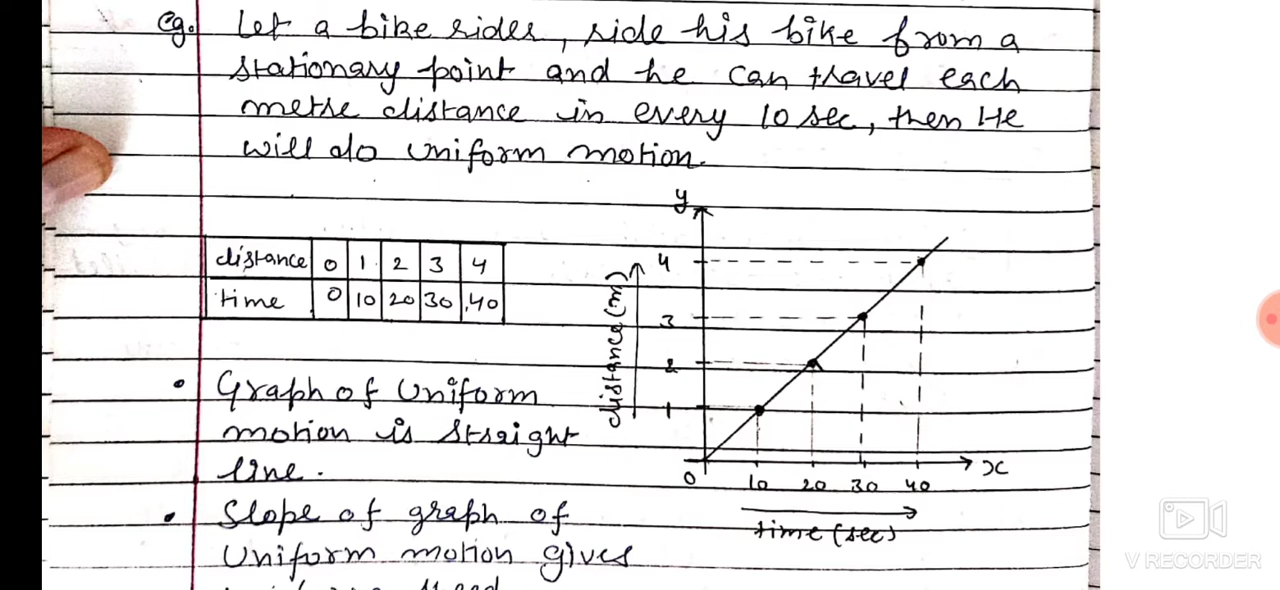 eg. Let a bike rider, ride his bike from a
stationary point and he can travel each
metre distance in every 10 sec, then He
will do uniform motion.
distance 0 1 2 3 4
time 0 10 20 30 40
y
distance (m)
4
3
2
1
0 10 20 30 40 x
time (sec)
• Graph of Uniform
motion is straight
line.
• Slope of graph of
Uniform motion gives
V RECORDER